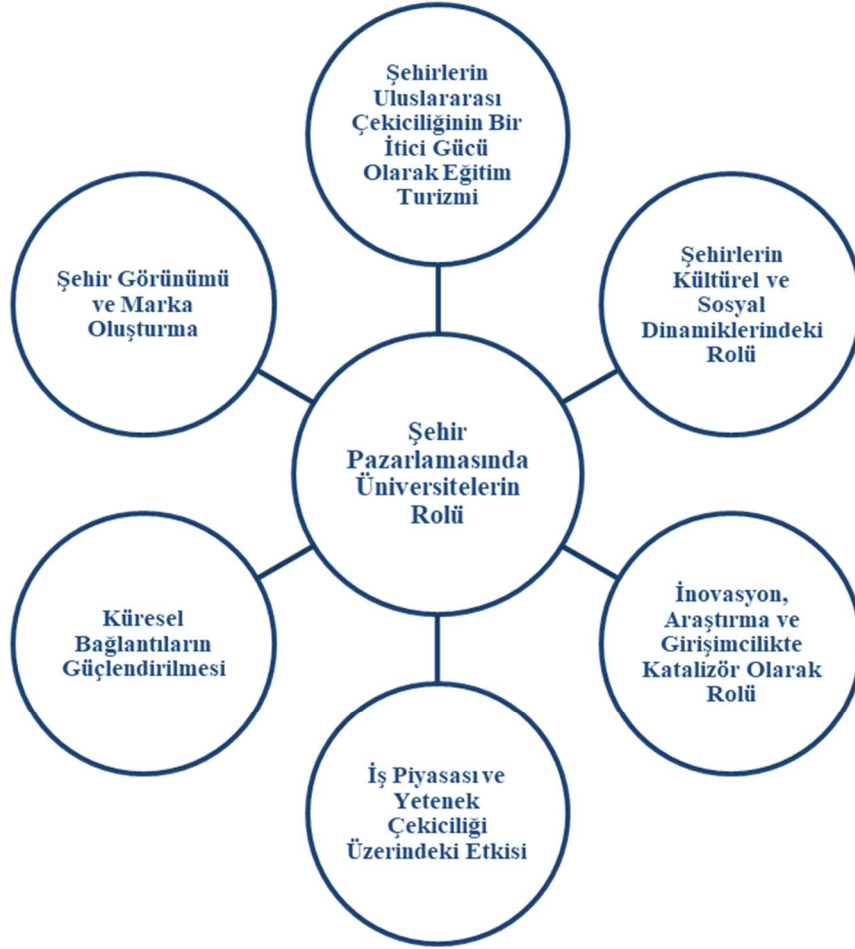 Şehirlerin
Uluslararası
Çekiciliğinin Bir
İtici Gücü
Olarak Eğitim
Turizmi
Şehirlerin
Kültürel ve
Sosyal
Dinamiklerindeki
Rolü
İnovasyon,
Araştırma ve
Girişimcilikte
Katalizör Olarak
Rolü
İş Piyasası ve
Yetenek
Çekiciliği
Üzerindeki Etkisi
Küresel
Bağlantıların
Güçlendirilmesi
Şehir Görünümü
ve Marka
Oluşturma
Şehir
Pazarlamasında
Üniversitelerin
Rolü